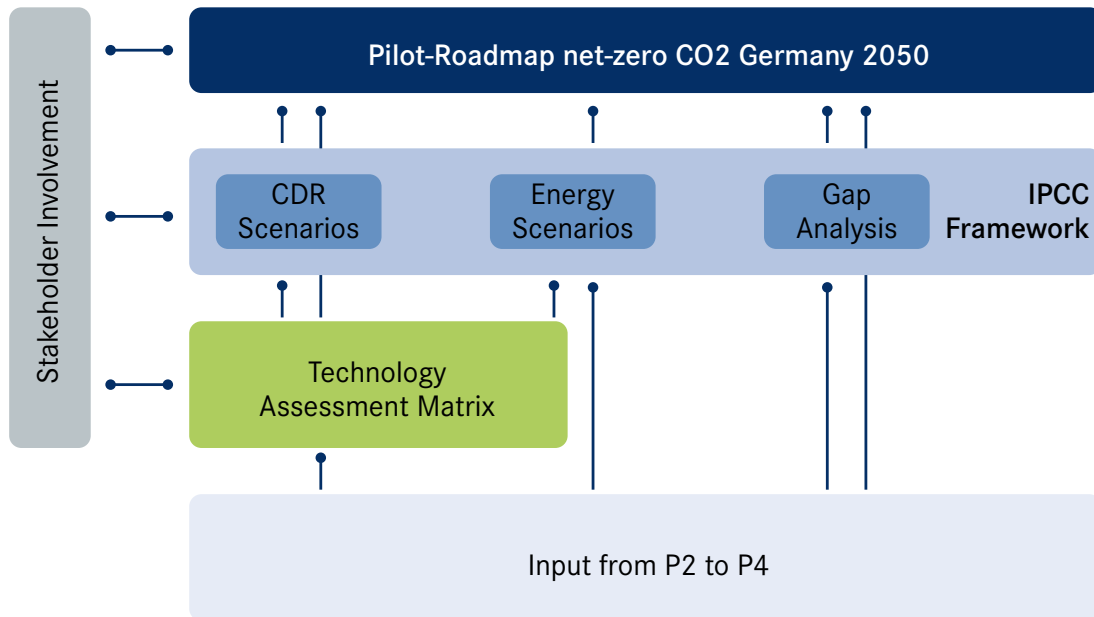 Stakeholder Involvement
Pilot-Roadmap net-zero CO2 Germany 2050
CDR
Scenarios
Energy
Scenarios
Gap
Analysis
IPCC
Framework
Technology
Assessment Matrix
Input from P2 to P4